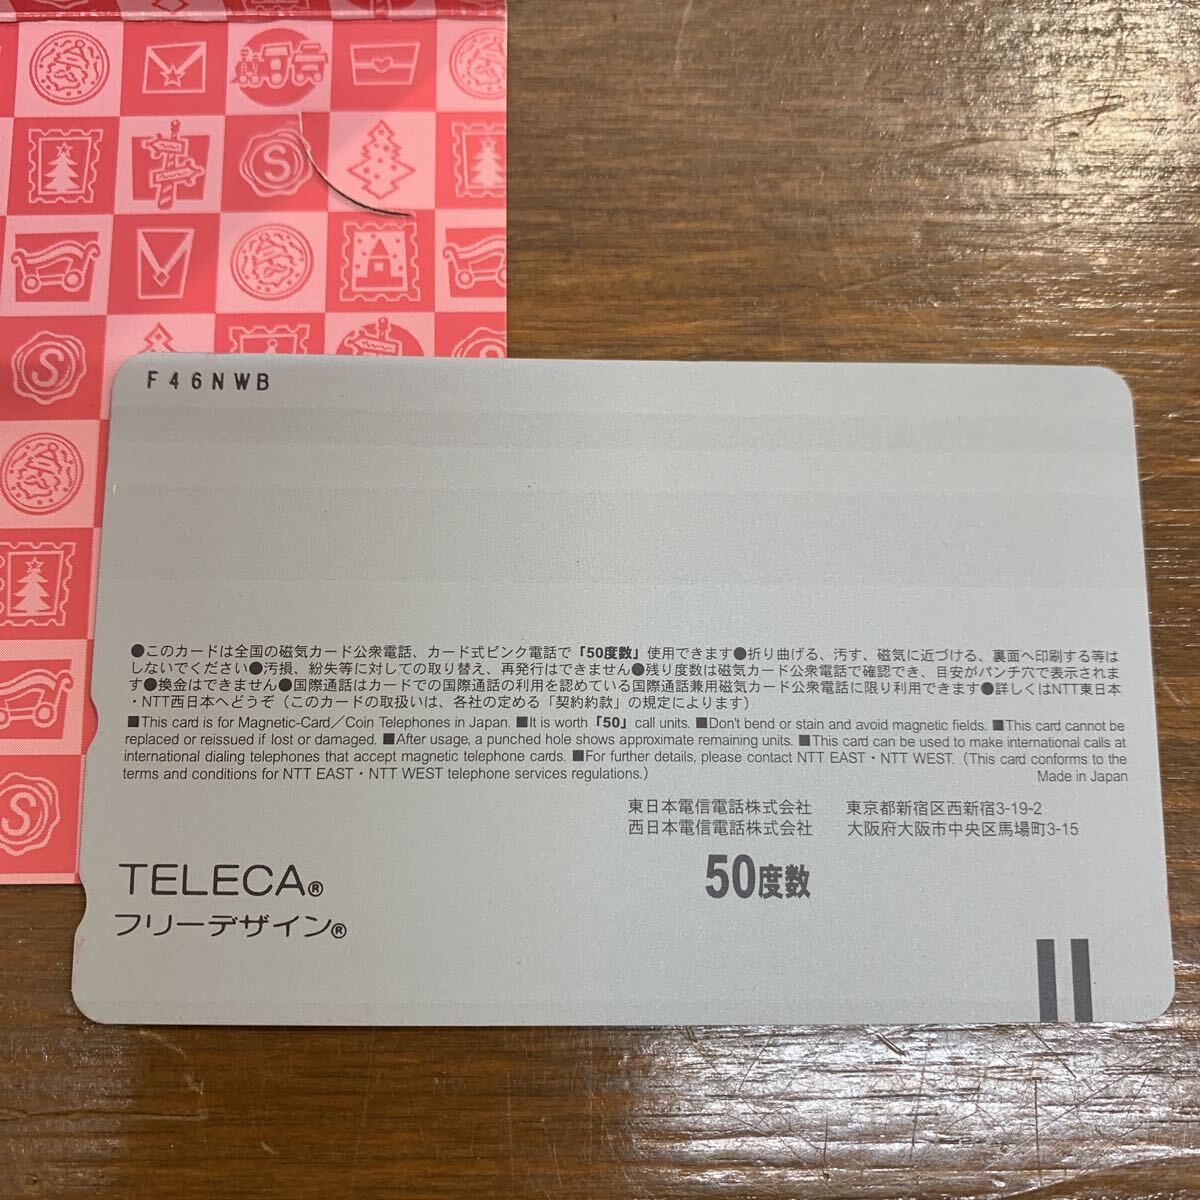 S
S
F46NWB
S
●このカードは全国の磁気カード公衆電話、カード式ピンク電話で「50度数」使用できます●折り曲げる、汚す、磁気に近づける、裏面へ印刷する等は
しないでください●汚損、紛失等に対しての取り替え、再発行はできません●残り度数は磁気カード公衆電話で確認でき、目安がパンチ穴で表示されま
す●換金はできません●国際通話はカードでの国際通話の利用を認めている国際通話兼用磁気カード公衆電話に限り利用できます●詳しくはNTT東日本
・NTT西日本へどうぞ（このカードの取扱いは、各社の定める「契約約款」の規定によります）
■This card is for Magnetic-Card／Coin Telephones in Japan. ■It is worth「50」call units. ■Don't bend or stain and avoid magnetic fields. ■This card cannot be
replaced or reissued if lost or damaged. ■After usage, a punched hole shows approximate remaining units. ■This card can be used to make international calls at
international dialing telephones that accept magnetic telephone cards. ■For further details, please contact NTT EAST・NTT WEST.（This card conforms to the
terms and conditions for NTT EAST・NTT WEST telephone services regulations.）
Made in Japan
東日本電信電話株式会社 東京都新宿区西新宿3-19-2
西日本電信電話株式会社 大阪府大阪市中央区馬場町3-15
50度数
TELECA®
フリーデザイン®
S